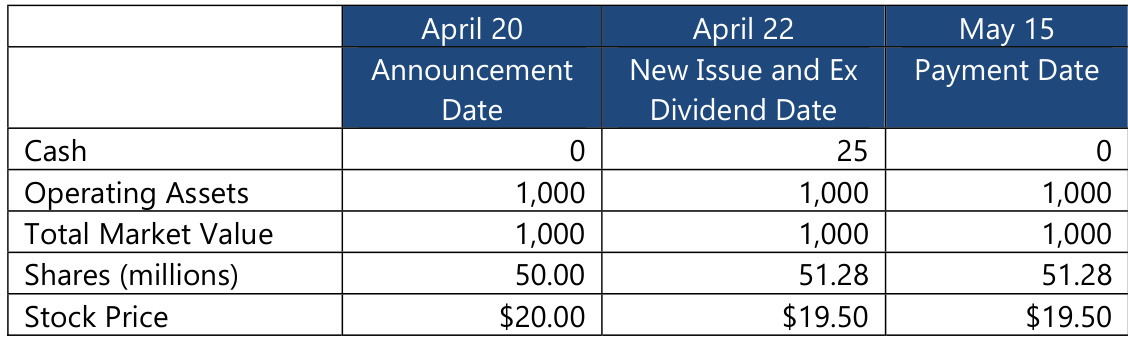 April 20 April 22 May 15
Announcement Date New Issue and Ex Dividend Date Payment Date
Cash 0 25 0
Operating Assets 1,000 1,000 1,000
Total Market Value 1,000 1,000 1,000
Shares (millions) 50.00 51.28 51.28
Stock Price $20.00 $19.50 $19.50